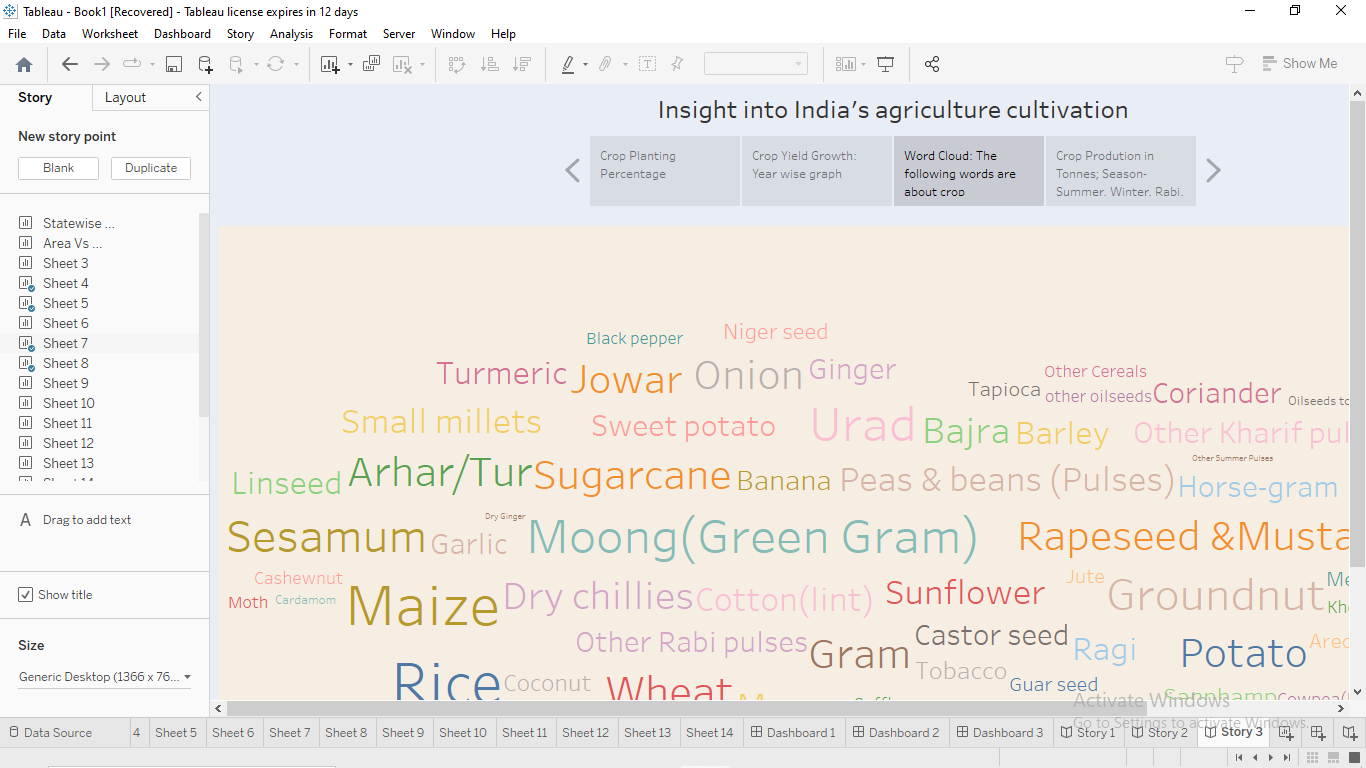 Tableau - Book1 [Recovered] - Tableau license expires in 12 days
File Data Worksheet Dashboard Story Analysis Format Server Window Help
Show Me
Story Layout
New story point
Blank Duplicate
Statewise ...
Area Vs ...
Sheet 3
Sheet 4
Sheet 5
Sheet 6
Sheet 7
Sheet 8
Sheet 9
Sheet 10
Sheet 11
Sheet 12
Sheet 13
A Drag to add text
Show title
Size
Generic Desktop (1366 x 76...
Insight into India's agriculture cultivation
Crop Planting
Percentage
Crop Yield Growth:
Year wise graph
Word Cloud: The
following words are
about crop
Crop Prodution in
Tonnes; Season-
Summer, Winter, Rabi,
Black pepper Niger seed
Turmeric Jowar Onion Ginger
Other Cereals
Tapioca other oilseeds Coriander Oilseeds to
Small millets Sweet potato Urad Bajra Barley Other Kharif pul
Other Summer Pulses
Linseed Arhar/Tur Sugarcane Banana Peas & beans (Pulses) Horse-gram
Dry Ginger
Sesamum Garlic Moong(Green Gram) Rapeseed &Musta
Cashewnut Jute Me
Moth Cardamom Maize Dry chillies Cotton(lint) Sunflower Groundnut Kh
Other Rabi pulses Gram Castor seed Ragi Potato Arec
Tobacco
Rice Coconut Wheat Guar seed
Sannhamp Cowpea(
Activate Windows
Go to Settings to activate Windows.
Data Source 4 Sheet 5 Sheet 6 Sheet 7 Sheet 8 Sheet 9 Sheet 10 Sheet 11 Sheet 12 Sheet 13 Sheet 14 Dashboard 1 Dashboard 2 Dashboard 3 Story 1 Story 2 Story 3